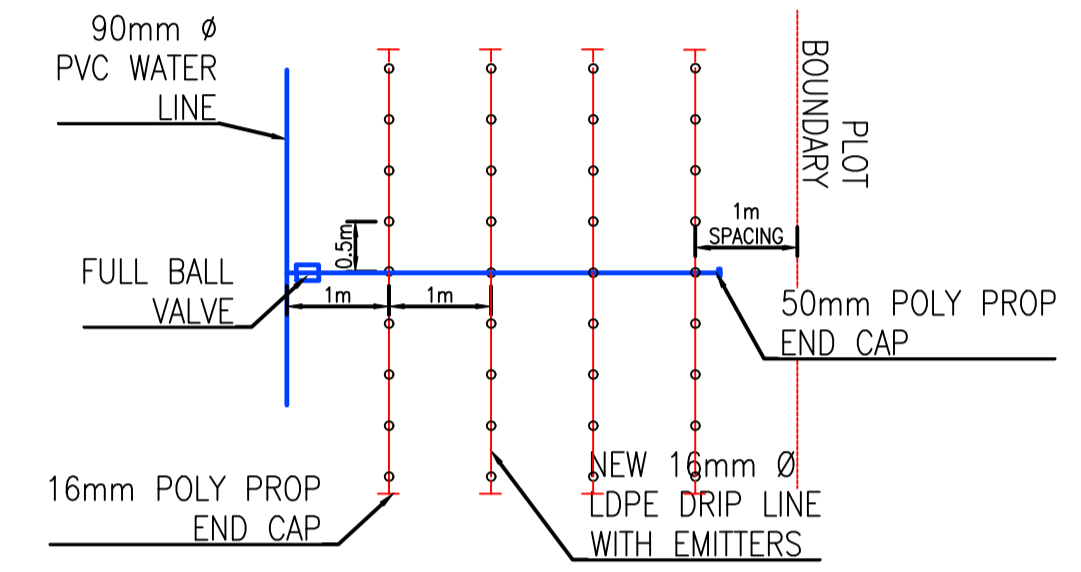 90mm Ø
PVC WATER
LINE
PLOT
BOUNDARY
1m
SPACING
0.5m
FULL BALL
VALVE
1m
1m
50mm POLY PROP
END CAP
16mm POLY PROP
END CAP
NEW 16mm Ø
LDPE DRIP LINE
WITH EMITTERS